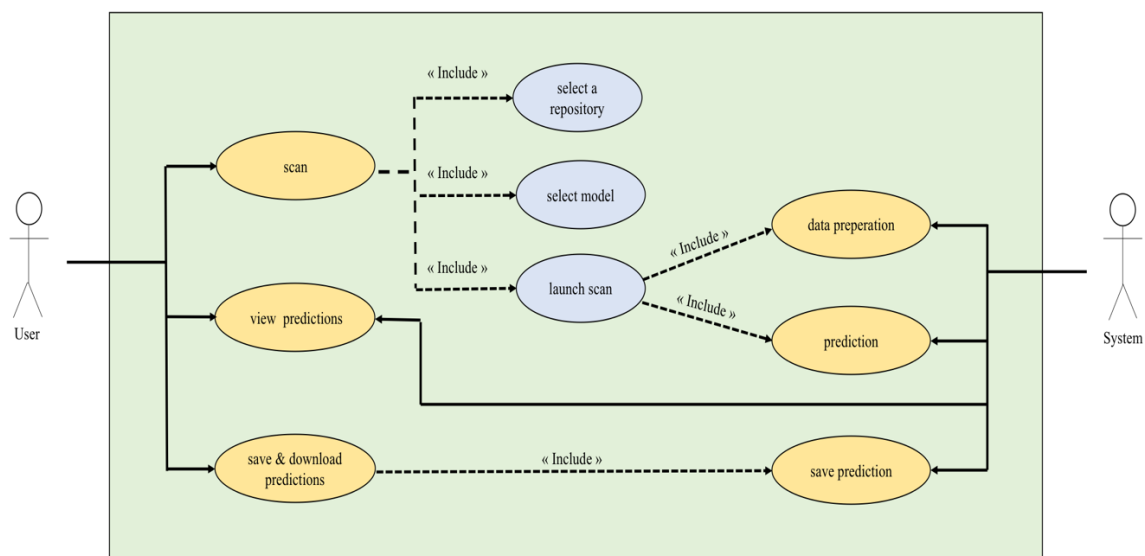 « Include »
select a
repository
scan
« Include »
select model
« Include »
launch scan
« Include »
data preperation
« Include »
prediction
view  predictions
User
System
save & download
predictions
« Include »
save prediction